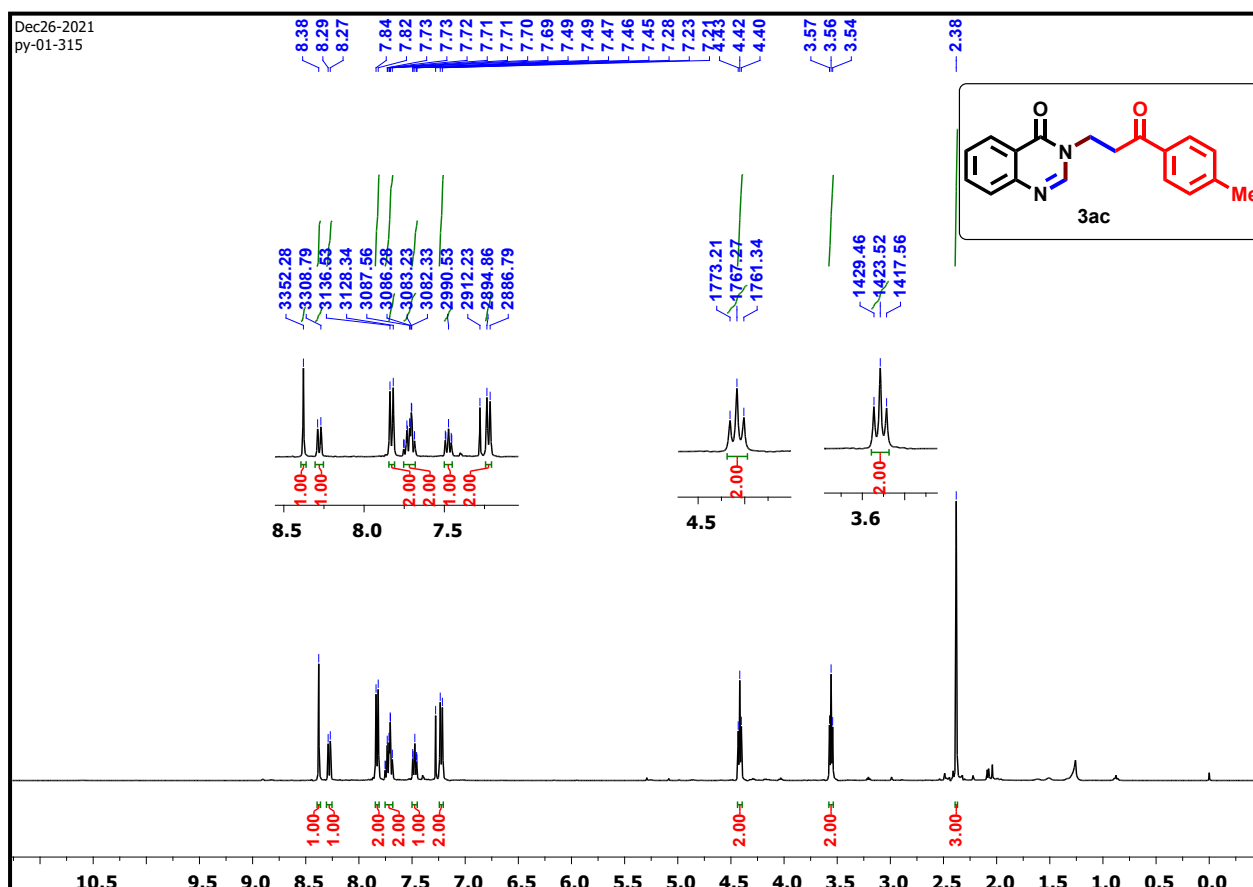 Dec26-2021
py-01-315
8.38 8.29 8.27 7.84 7.82 7.73 7.73 7.72 7.71 7.71 7.70 7.69 7.49 7.49 7.47 7.46 7.45 7.28 7.23 7.21 4.43 4.42 4.40 3.57 3.56 3.54 2.38
O O
N
N
Me
3ac
3352.28 3308.79 3136.53 3128.34 3087.56 3086.28 3083.23 3082.33 2990.53 2912.23 2894.86 2886.79 1773.21 1767.27 1761.34 1429.46 1423.52 1417.56
1.00 1.00 2.00 2.00 1.00 2.00 2.00 2.00
8.5 8.0 7.5 4.5 3.6
1.00 1.00 2.00 2.00 1.00 2.00 2.00 2.00 3.00
10.5 9.5 9.0 8.5 8.0 7.5 7.0 6.5 6.0 5.5 5.0 4.5 4.0 3.5 3.0 2.5 2.0 1.5 1.0 0.5 0.0